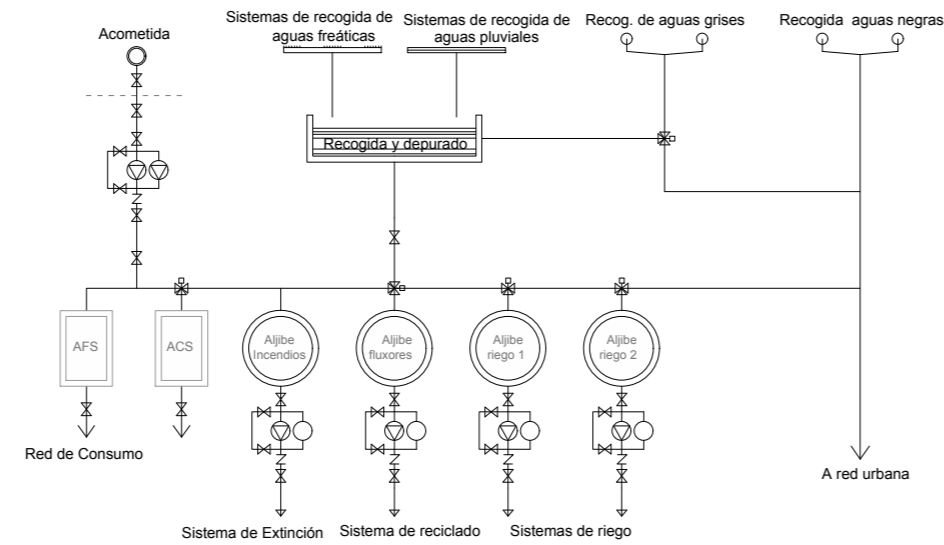 Acometida
Sistemas de recogida de
aguas freáticas
Sistemas de recogida de
aguas pluviales
Recog. de aguas grises
Recogida aguas negras
Recogida y depurado
AFS
ACS
Aljibe
Incendios
Aljibe
fluxores
Aljibe
riego 1
Aljibe
riego 2
Red de Consumo
A red urbana
Sistema de Extinción
Sistema de reciclado
Sistemas de riego